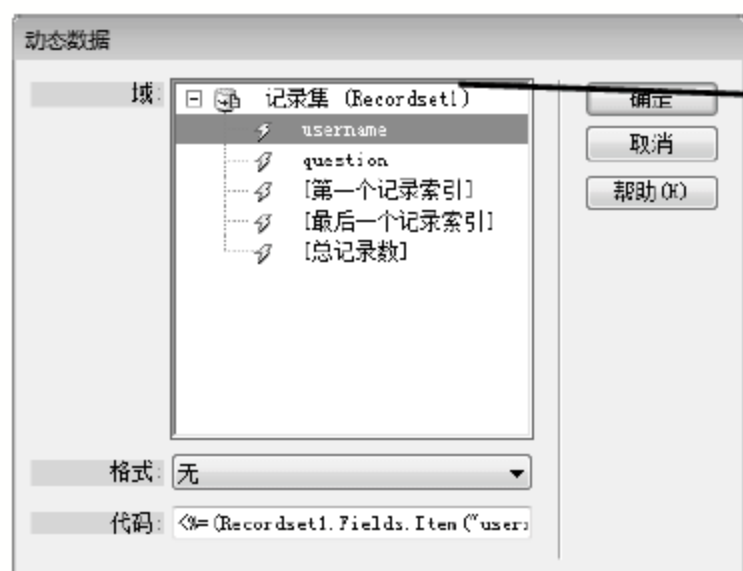 动态数据
域:
记录集 (Recordset1)
username
question
[第一个记录索引]
[最后一个记录索引]
[总记录数]
确定
取消
帮助(H)
格式: 无
代码: <%=(Recordset1.Fields.Item("user